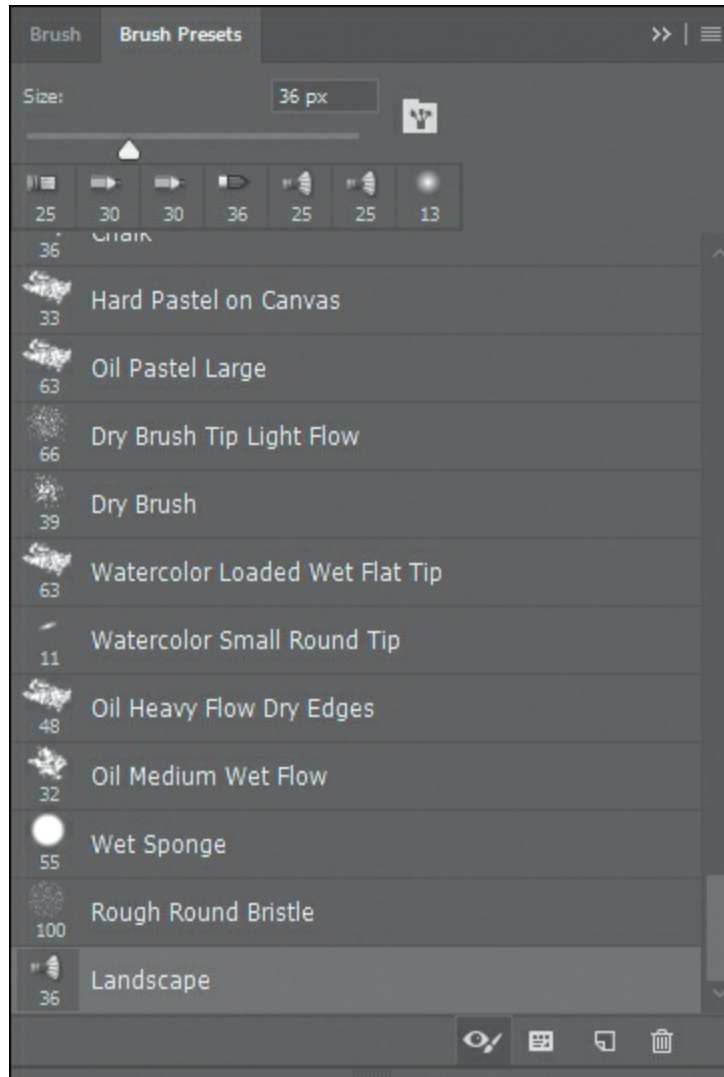 Brush Brush Presets
Size: 36 px
25 30 30 36 25 25 13
Chalk
36
Hard Pastel on Canvas
33
Oil Pastel Large
63
Dry Brush Tip Light Flow
66
Dry Brush
39
Watercolor Loaded Wet Flat Tip
63
Watercolor Small Round Tip
11
Oil Heavy Flow Dry Edges
48
Oil Medium Wet Flow
32
Wet Sponge
55
Rough Round Bristle
100
Landscape
36